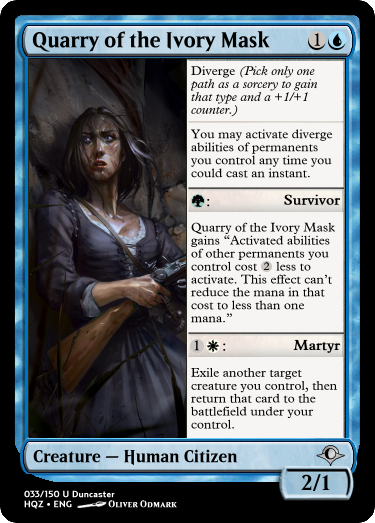 Quarry of the Ivory Mask 1
Diverge (Pick only one
path as a sorcery to gain
that type and a +1/+1
counter.)
You may activate diverge
abilities of permanents
you control any time you
could cast an instant.
: Survivor
Quarry of the Ivory Mask
gains “Activated abilities
of other permanents you
control cost 2 less to
activate. This effect can’t
reduce the mana in that
cost to less than one
mana.”
1 : Martyr
Exile another target
creature you control, then
return that card to the
battlefield under your
control.
Creature — Human Citizen
2/1
033/150 U Duncaster
HQZ • ENG Oliver Odmark